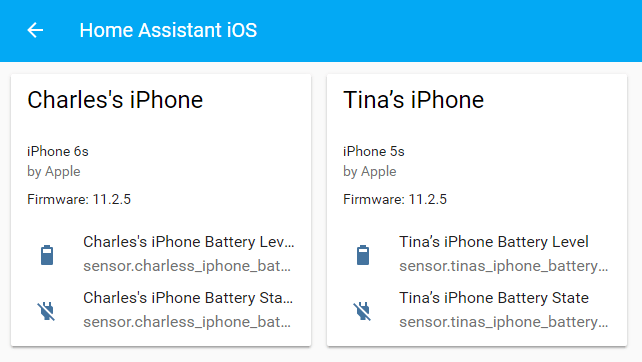 Home Assistant iOS
Charles's iPhone
iPhone 6s
by Apple
Firmware: 11.2.5
Charles's iPhone Battery Lev...
sensor.charless_iphone_bat...
Charles's iPhone Battery Sta...
sensor.charless_iphone_bat...
Tina’s iPhone
iPhone 5s
by Apple
Firmware: 11.2.5
Tina’s iPhone Battery Level
sensor.tinas_iphone_battery...
Tina’s iPhone Battery State
sensor.tinas_iphone_battery...